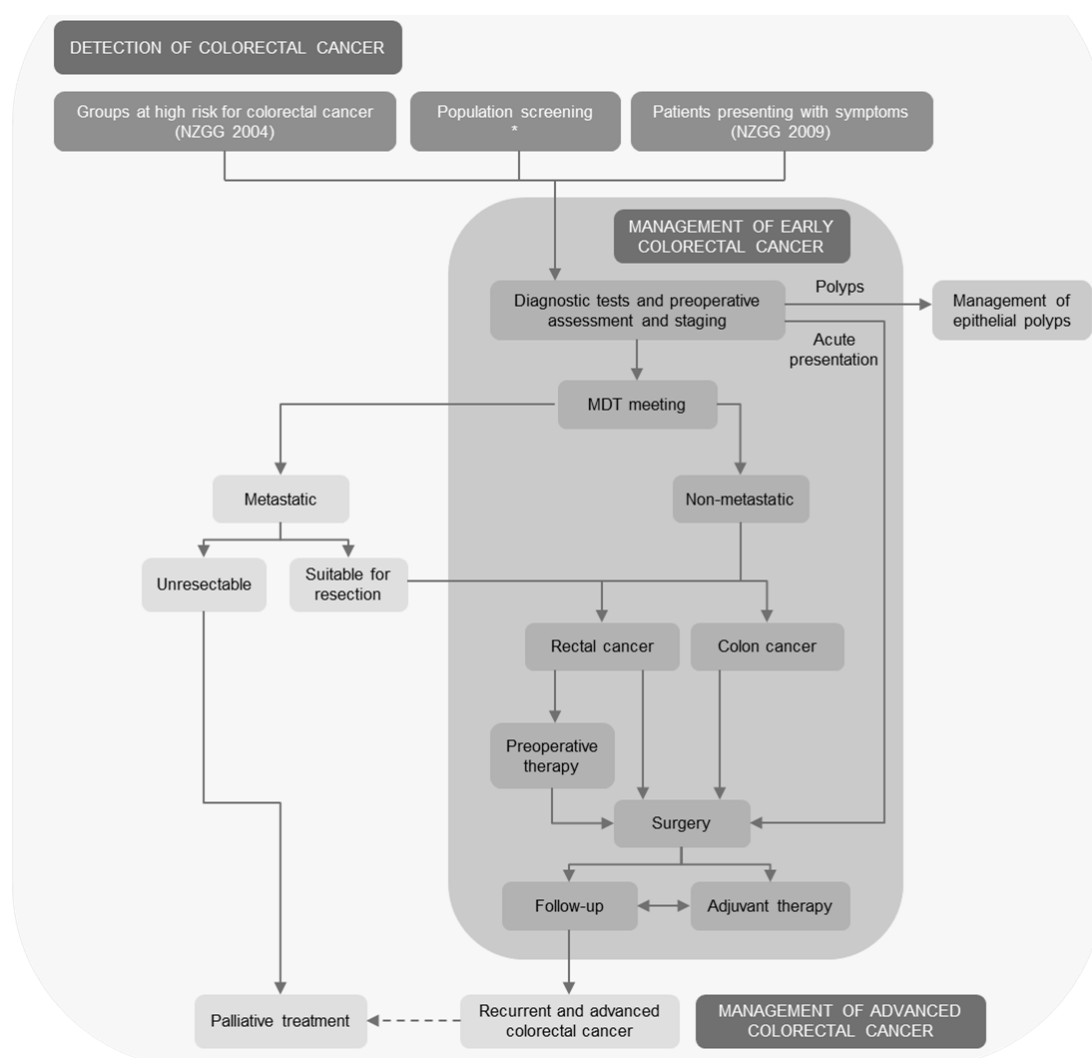 DETECTION OF COLORECTAL CANCER
Groups at high risk for colorectal cancer
(NZGG 2004)
Population screening
*
Patients presenting with symptoms
(NZGG 2009)
MANAGEMENT OF EARLY
COLORECTAL CANCER
Diagnostic tests and preoperative
assessment and staging
Polyps
Management of
epithelial polyps
Acute
presentation
MDT meeting
Metastatic
Non-metastatic
Unresectable
Suitable for
resection
Rectal cancer
Colon cancer
Preoperative
therapy
Surgery
Follow-up
Adjuvant therapy
Palliative treatment
Recurrent and advanced
colorectal cancer
MANAGEMENT OF ADVANCED
COLORECTAL CANCER